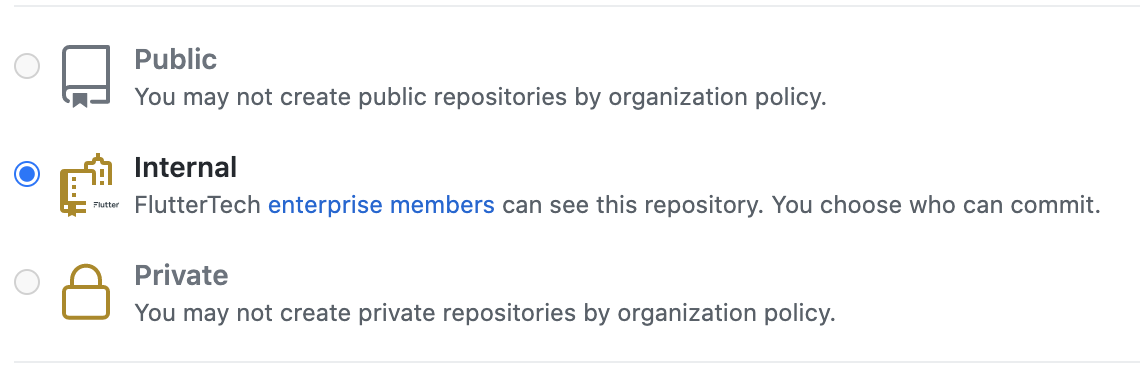 Public
You may not create public repositories by organization policy.
Internal
Flutter
FlutterTech enterprise members can see this repository. You choose who can commit.
Private
You may not create private repositories by organization policy.